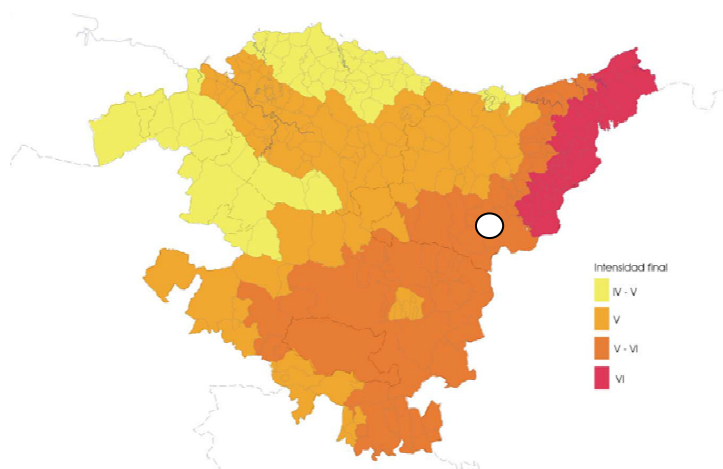 Intensidad final
IV - V
V
V - VI
VI